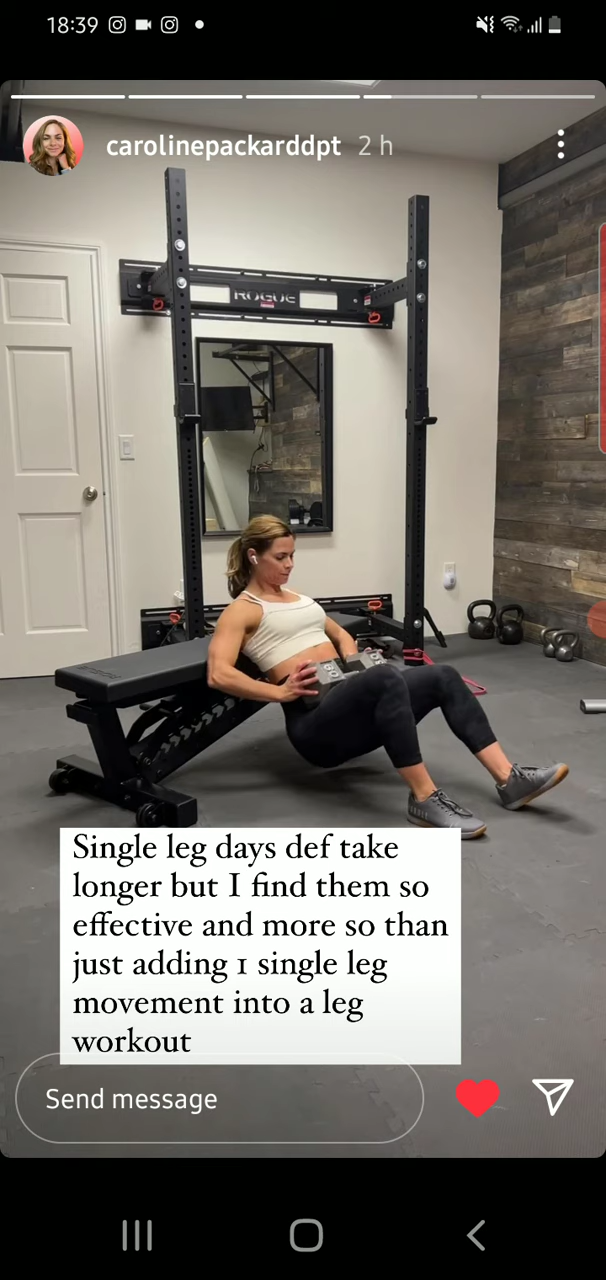 18:39
carolinepackarddpt 2 h
ROGUE
Single leg days def take
longer but I find them so
effective and more so than
just adding 1 single leg
movement into a leg
workout
Send message